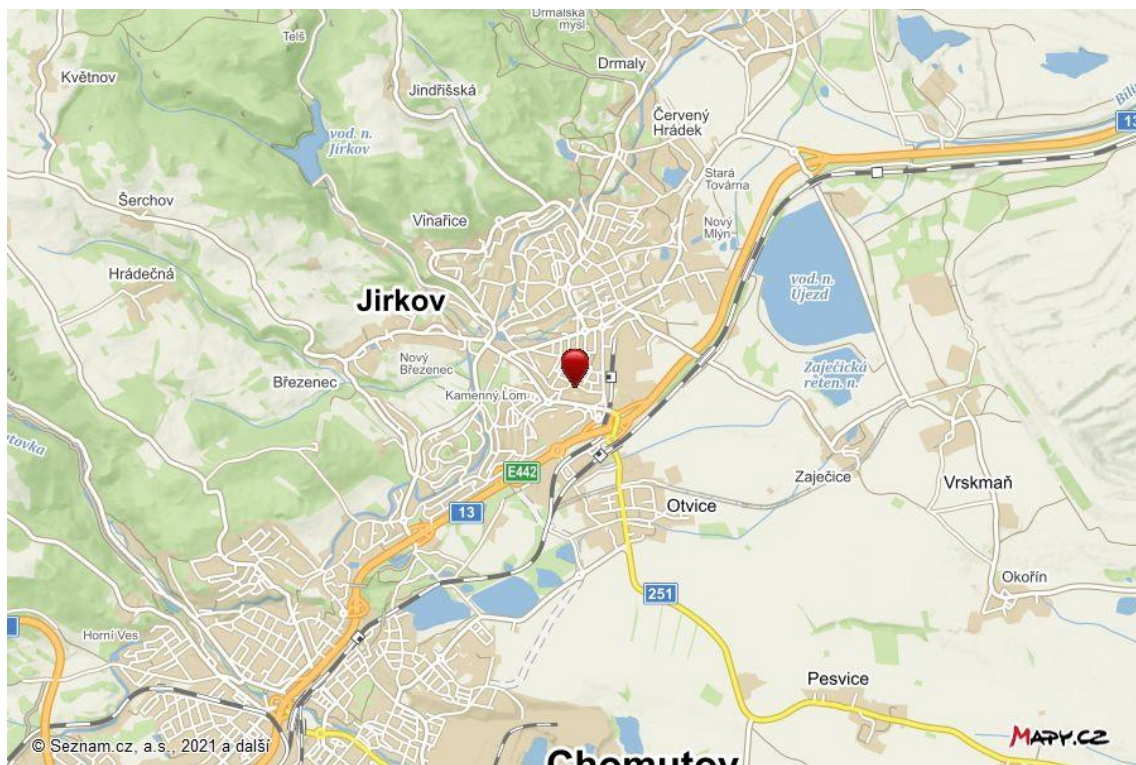 Drmalská
mysl.
Telš
Květnov
Drmaly
Jindřišská
Červený
Hrádek
13
vod. n.
Jirkov
Stará
Továrna
Šerchov
Vinařice
Nový
Mlýn
Hrádečná
vod. n.
Újezd
Jirkov
Nový
Březenec
Zaječická
reten. n.
Březenec
Kamenný Lom
E442
Zaječice
Vrskmaň
13
Otvice
Okořín
251
Horní Ves
Pesvice
© Seznam.cz, a.s., 2021 a další
MAPY.CZ
Chomutov